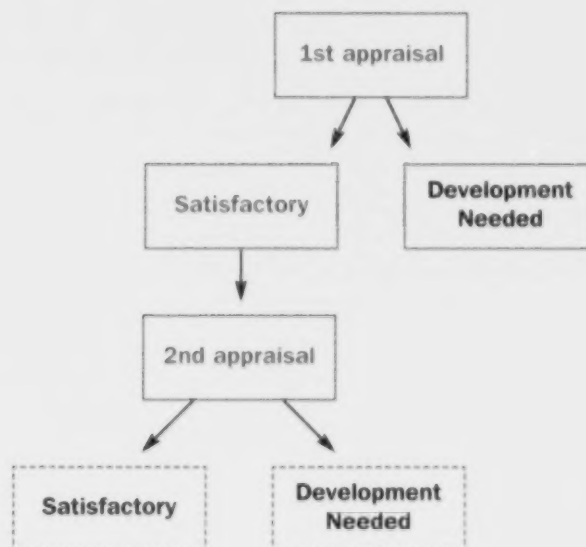 1st appraisal
Satisfactory
Development
Needed
2nd appraisal
Satisfactory
Development
Needed